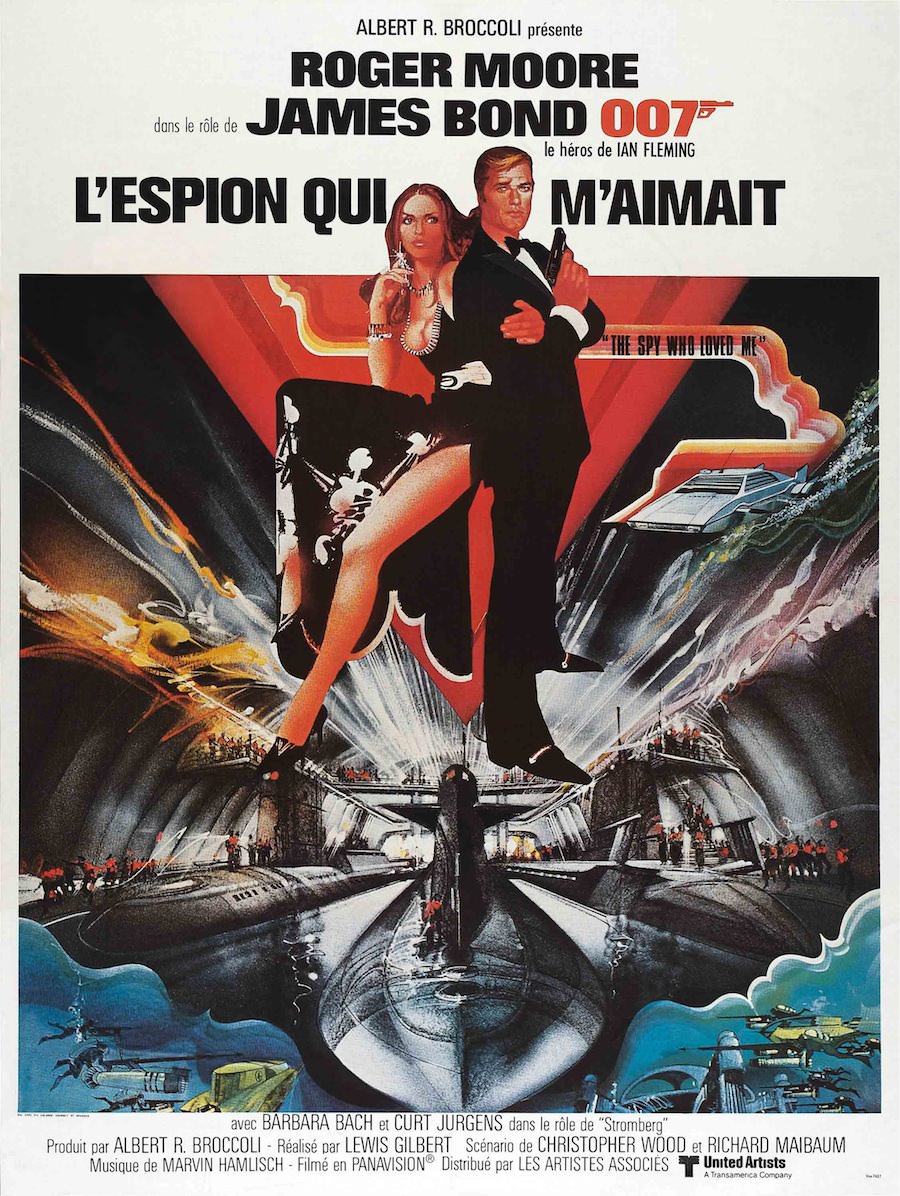 ALBERT R. BROCCOLI présente
ROGER MOORE
dans le rôle de JAMES BOND 007
le héros de IAN FLEMING
L'ESPION QUI M'AIMAIT
"THE SPY WHO LOVED ME"
avec BARBARA BACH et CURT JURGENS dans le rôle de "Stromberg"
Produit par ALBERT R. BROCCOLI - Réalisé par LEWIS GILBERT Scénario de CHRISTOPHER WOOD et RICHARD MAIBAUM
Musique de MARVIN HAMLISCH - Filmé en PANAVISION® Distribué par LES ARTISTES ASSOCIÉS United Artists
A Transamerica Company